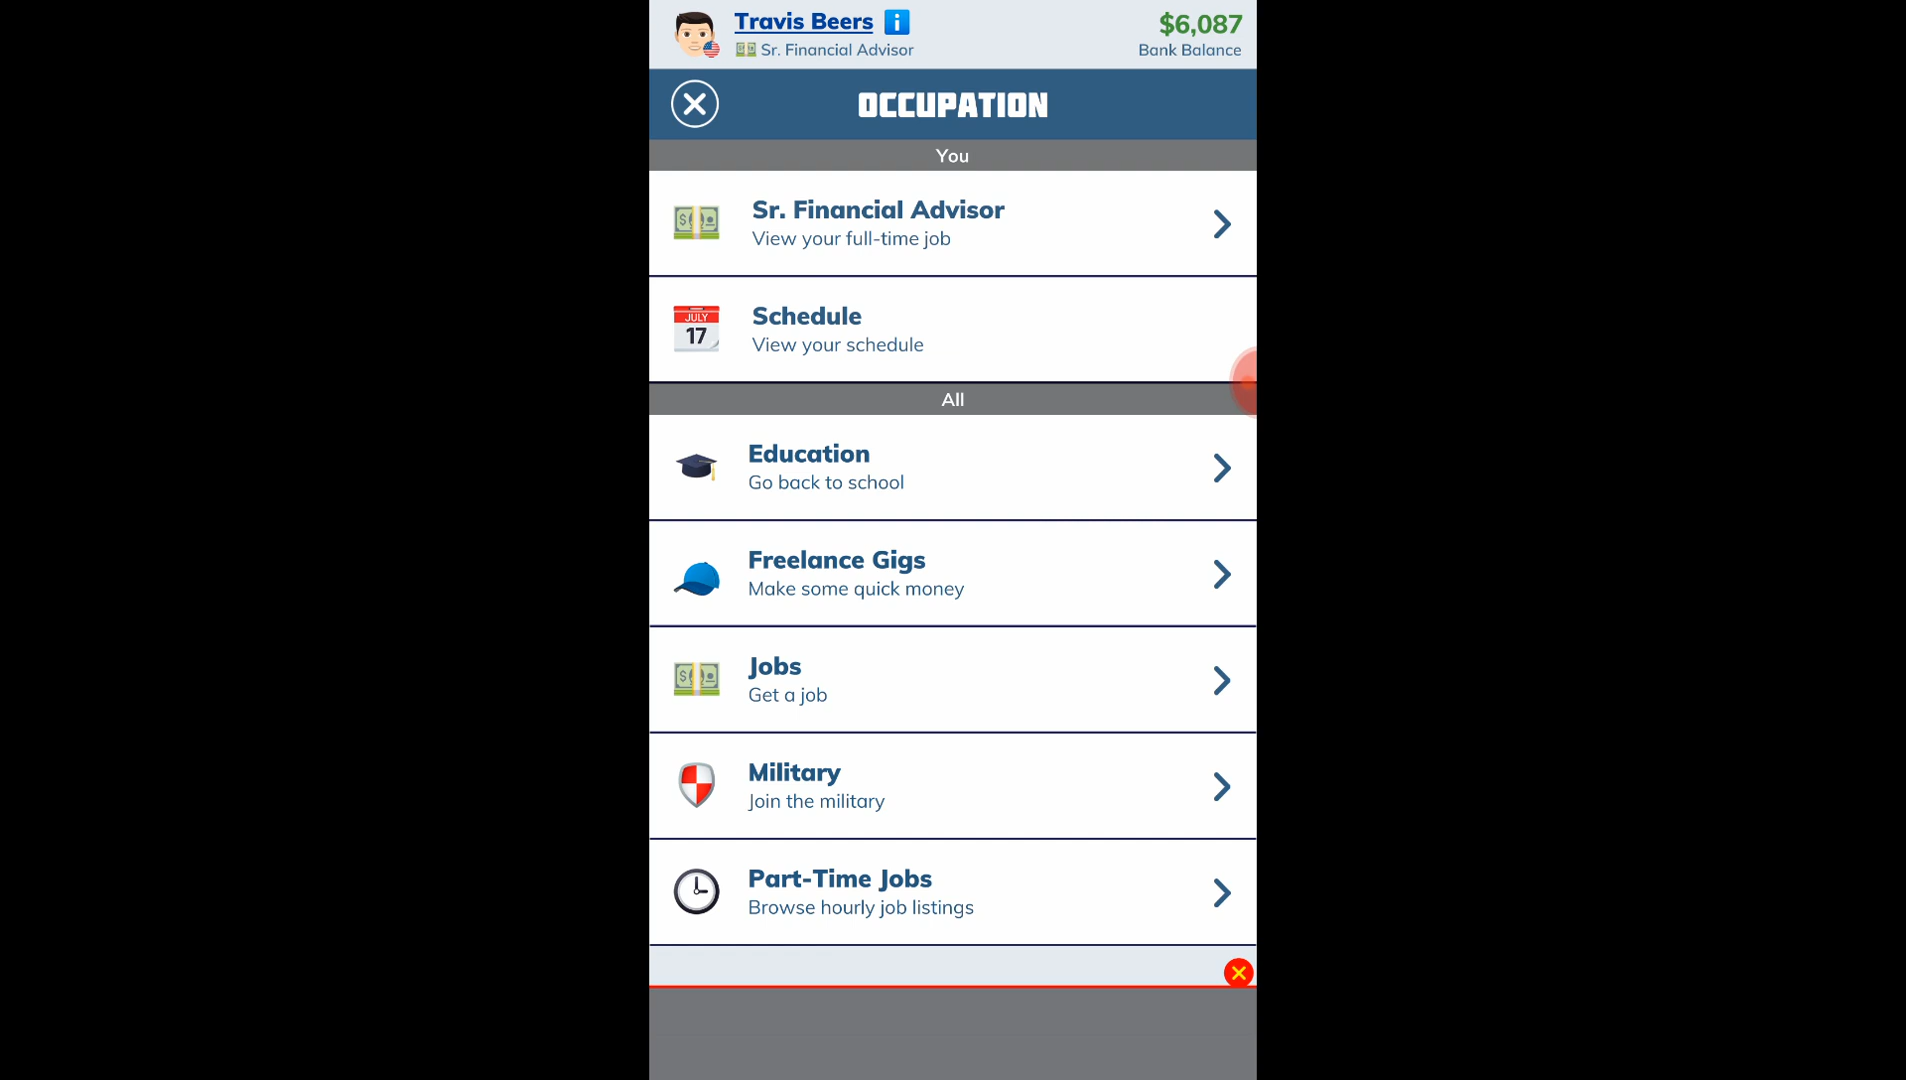 Travis Beers
Sr. Financial Advisor
$6,087
Bank Balance
OCCUPATION
You
Sr. Financial Advisor
View your full-time job
JULY
17
Schedule
View your schedule
All
Education
Go back to school
Freelance Gigs
Make some quick money
Jobs
Get a job
Military
Join the military
Part-Time Jobs
Browse hourly job listings